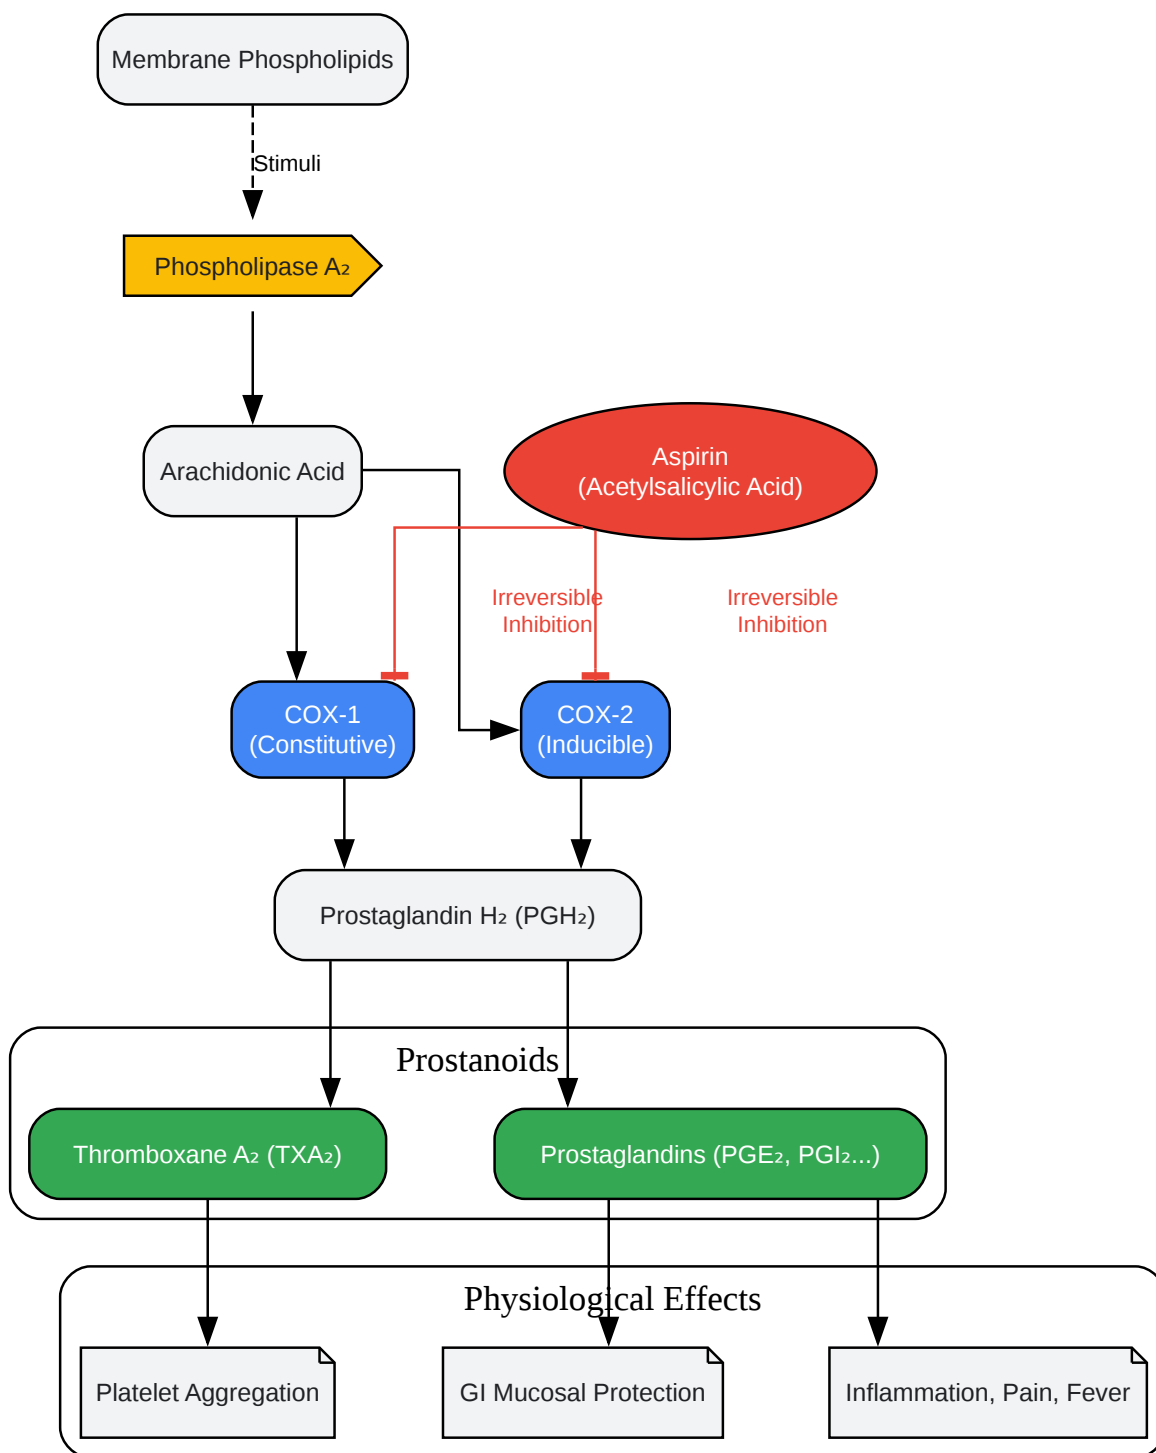 Membrane Phospholipids
Stimuli
Phospholipase A₂
Arachidonic Acid
Aspirin
(Acetylsalicylic Acid)
Irreversible
Inhibition
Irreversible
Inhibition
COX-1
(Constitutive)
COX-2
(Inducible)
Prostaglandin H₂ (PGH₂)
Prostanoids
Thromboxane A₂ (TXA₂)
Prostaglandins (PGE₂, PGI₂...)
Physiological Effects
Platelet Aggregation
GI Mucosal Protection
Inflammation, Pain, Fever